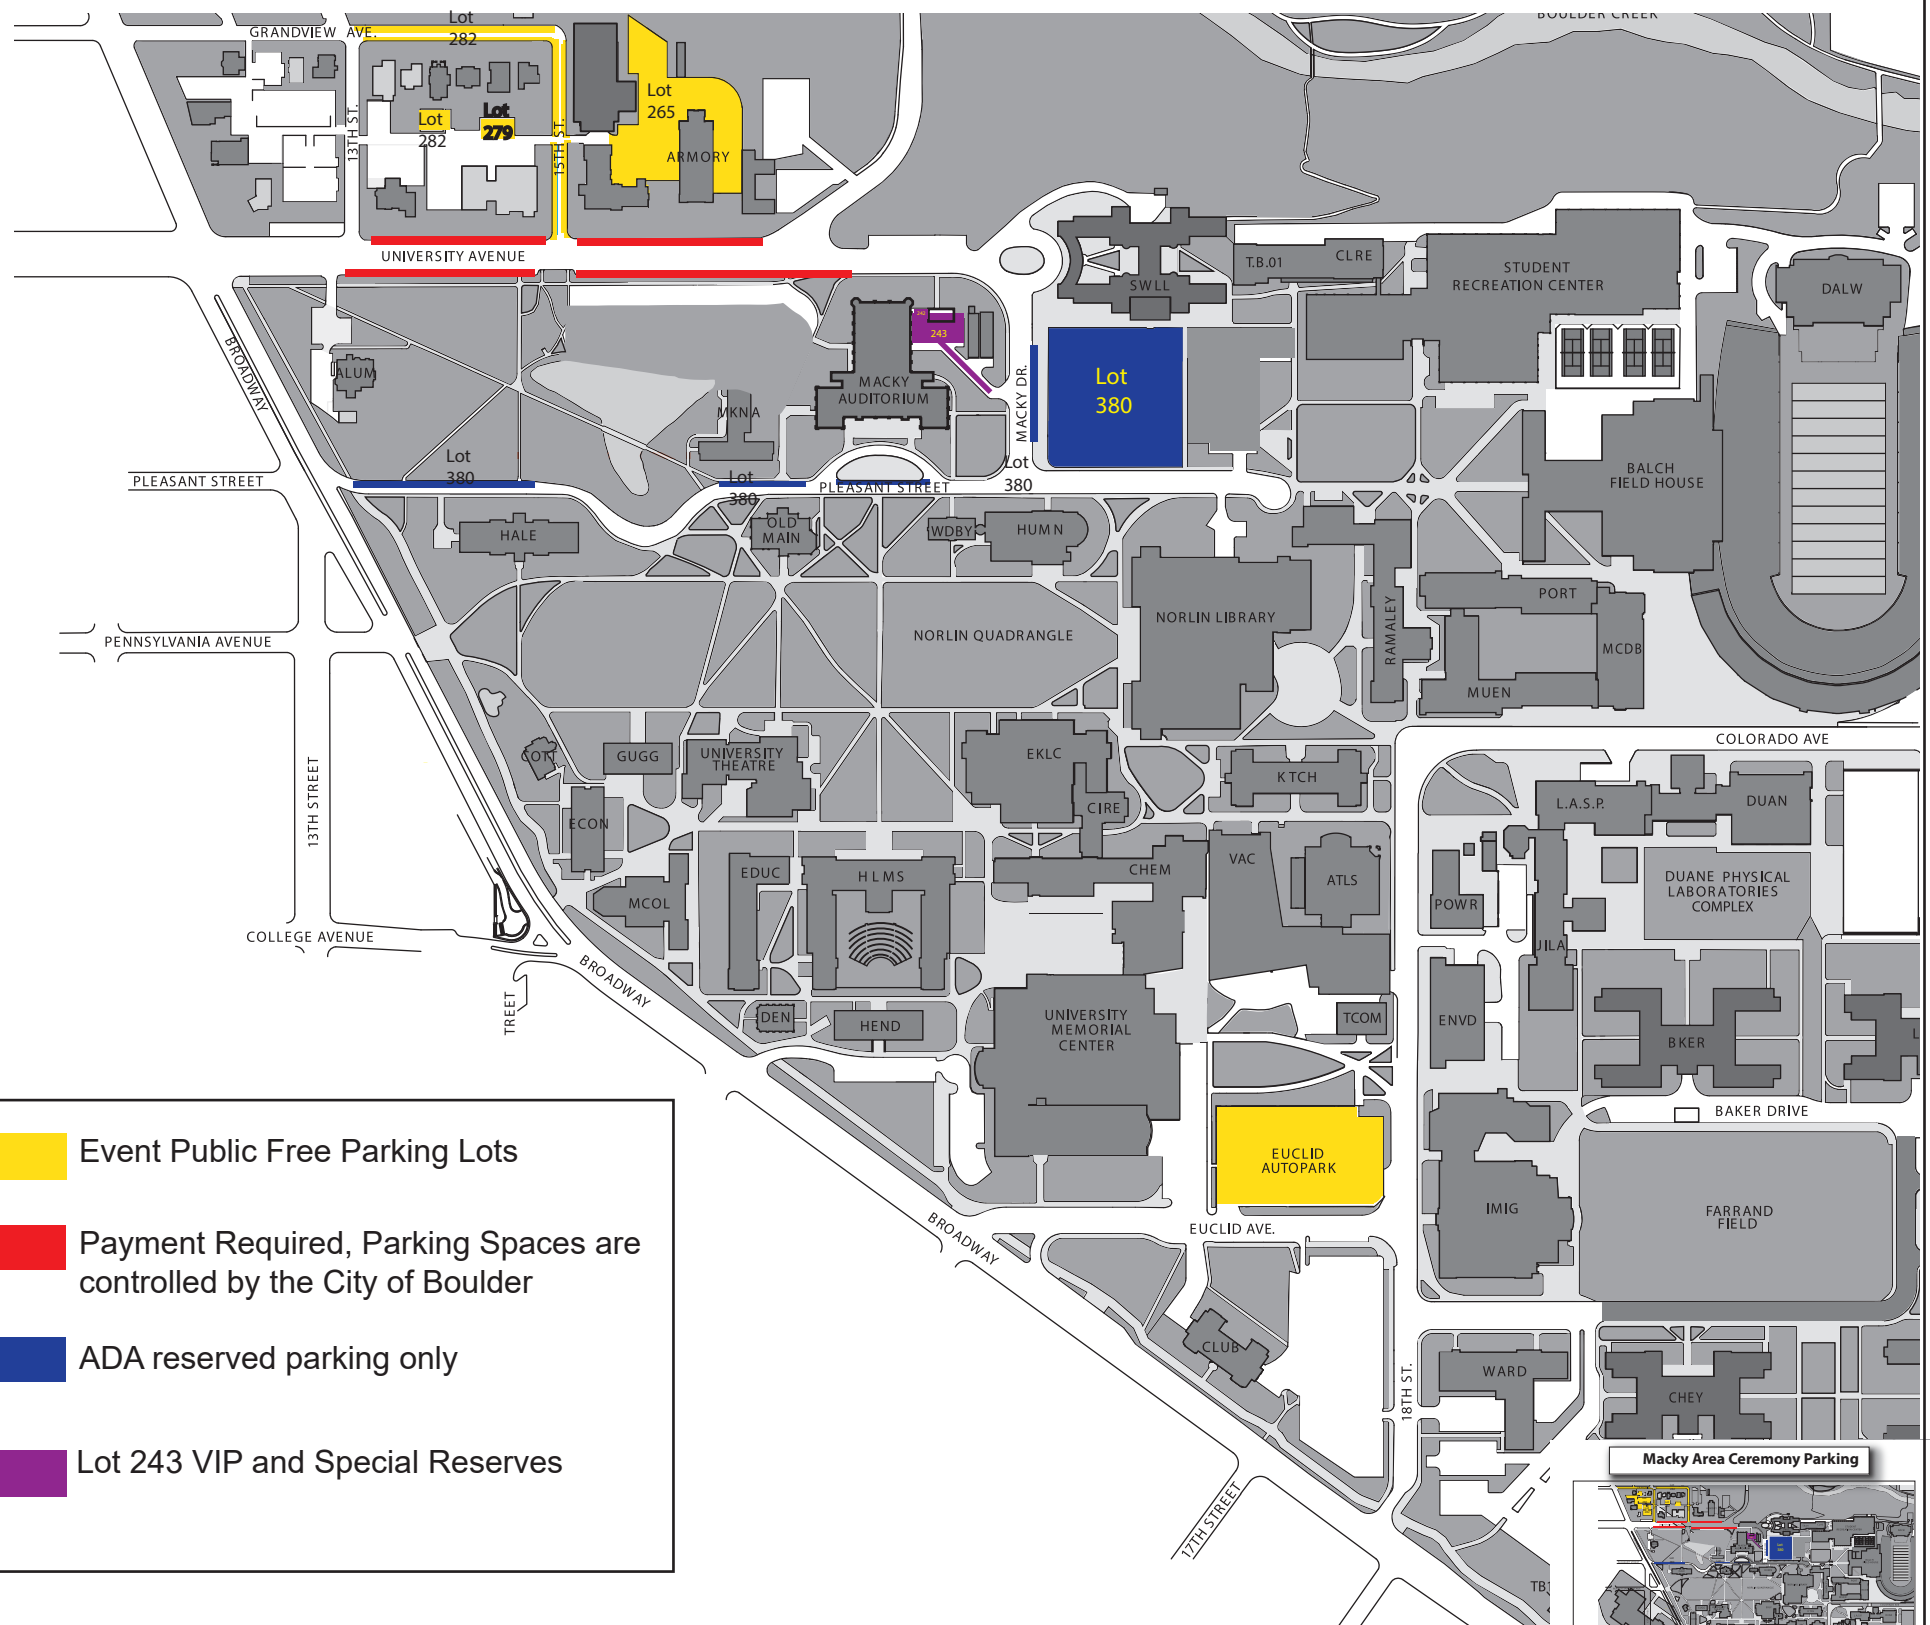 BOULDER CREEK
GRANDVIEW AVE.
Lot
282
Lot
265
Lot
282
Lot
279
13TH ST.
15TH ST.
ARMORY
UNIVERSITY AVENUE
T.B.01
CLRE
SWLL
STUDENT
RECREATION CENTER
DALW
242
243
BROADWAY
ALUM
MACKY
AUDITORIUM
MKNA
MACKY DR.
Lot
380
Lot
380
Lot
380
Lot
380
PLEASANT STREET
PLEASANT STREET
BALCH
FIELD HOUSE
HALE
OLD
MAIN
WDBY
HUMN
PENNSYLVANIA AVENUE
NORLIN QUADRANGLE
NORLIN LIBRARY
RAMALEY
PORT
MCDB
MUEN
COLORADO AVE
COTT
GUGG
UNIVERSITY
THEATRE
EKLC
CIRE
KTCH
L.A.S.P.
DUAN
13TH STREET
ECON
EDUC
HLMS
CHEM
VAC
ATLS
MCOL
POWR
DUANE PHYSICAL
LABORATORIES
COMPLEX
JILA
COLLEGE AVENUE
BROADWAY
TREET
DEN
HEND
UNIVERSITY
MEMORIAL
CENTER
TCOM
ENVD
BKER
L
BAKER DRIVE
EUCLID
AUTOPARK
IMIG
FARRAND
FIELD
EUCLID AVE.
BROADWAY
CLUB
18TH ST.
WARD
CHEY
17TH STREET
TB
Event Public Free Parking Lots
Payment Required, Parking Spaces are
controlled by the City of Boulder
ADA reserved parking only
Lot 243 VIP and Special Reserves
Macky Area Ceremony Parking